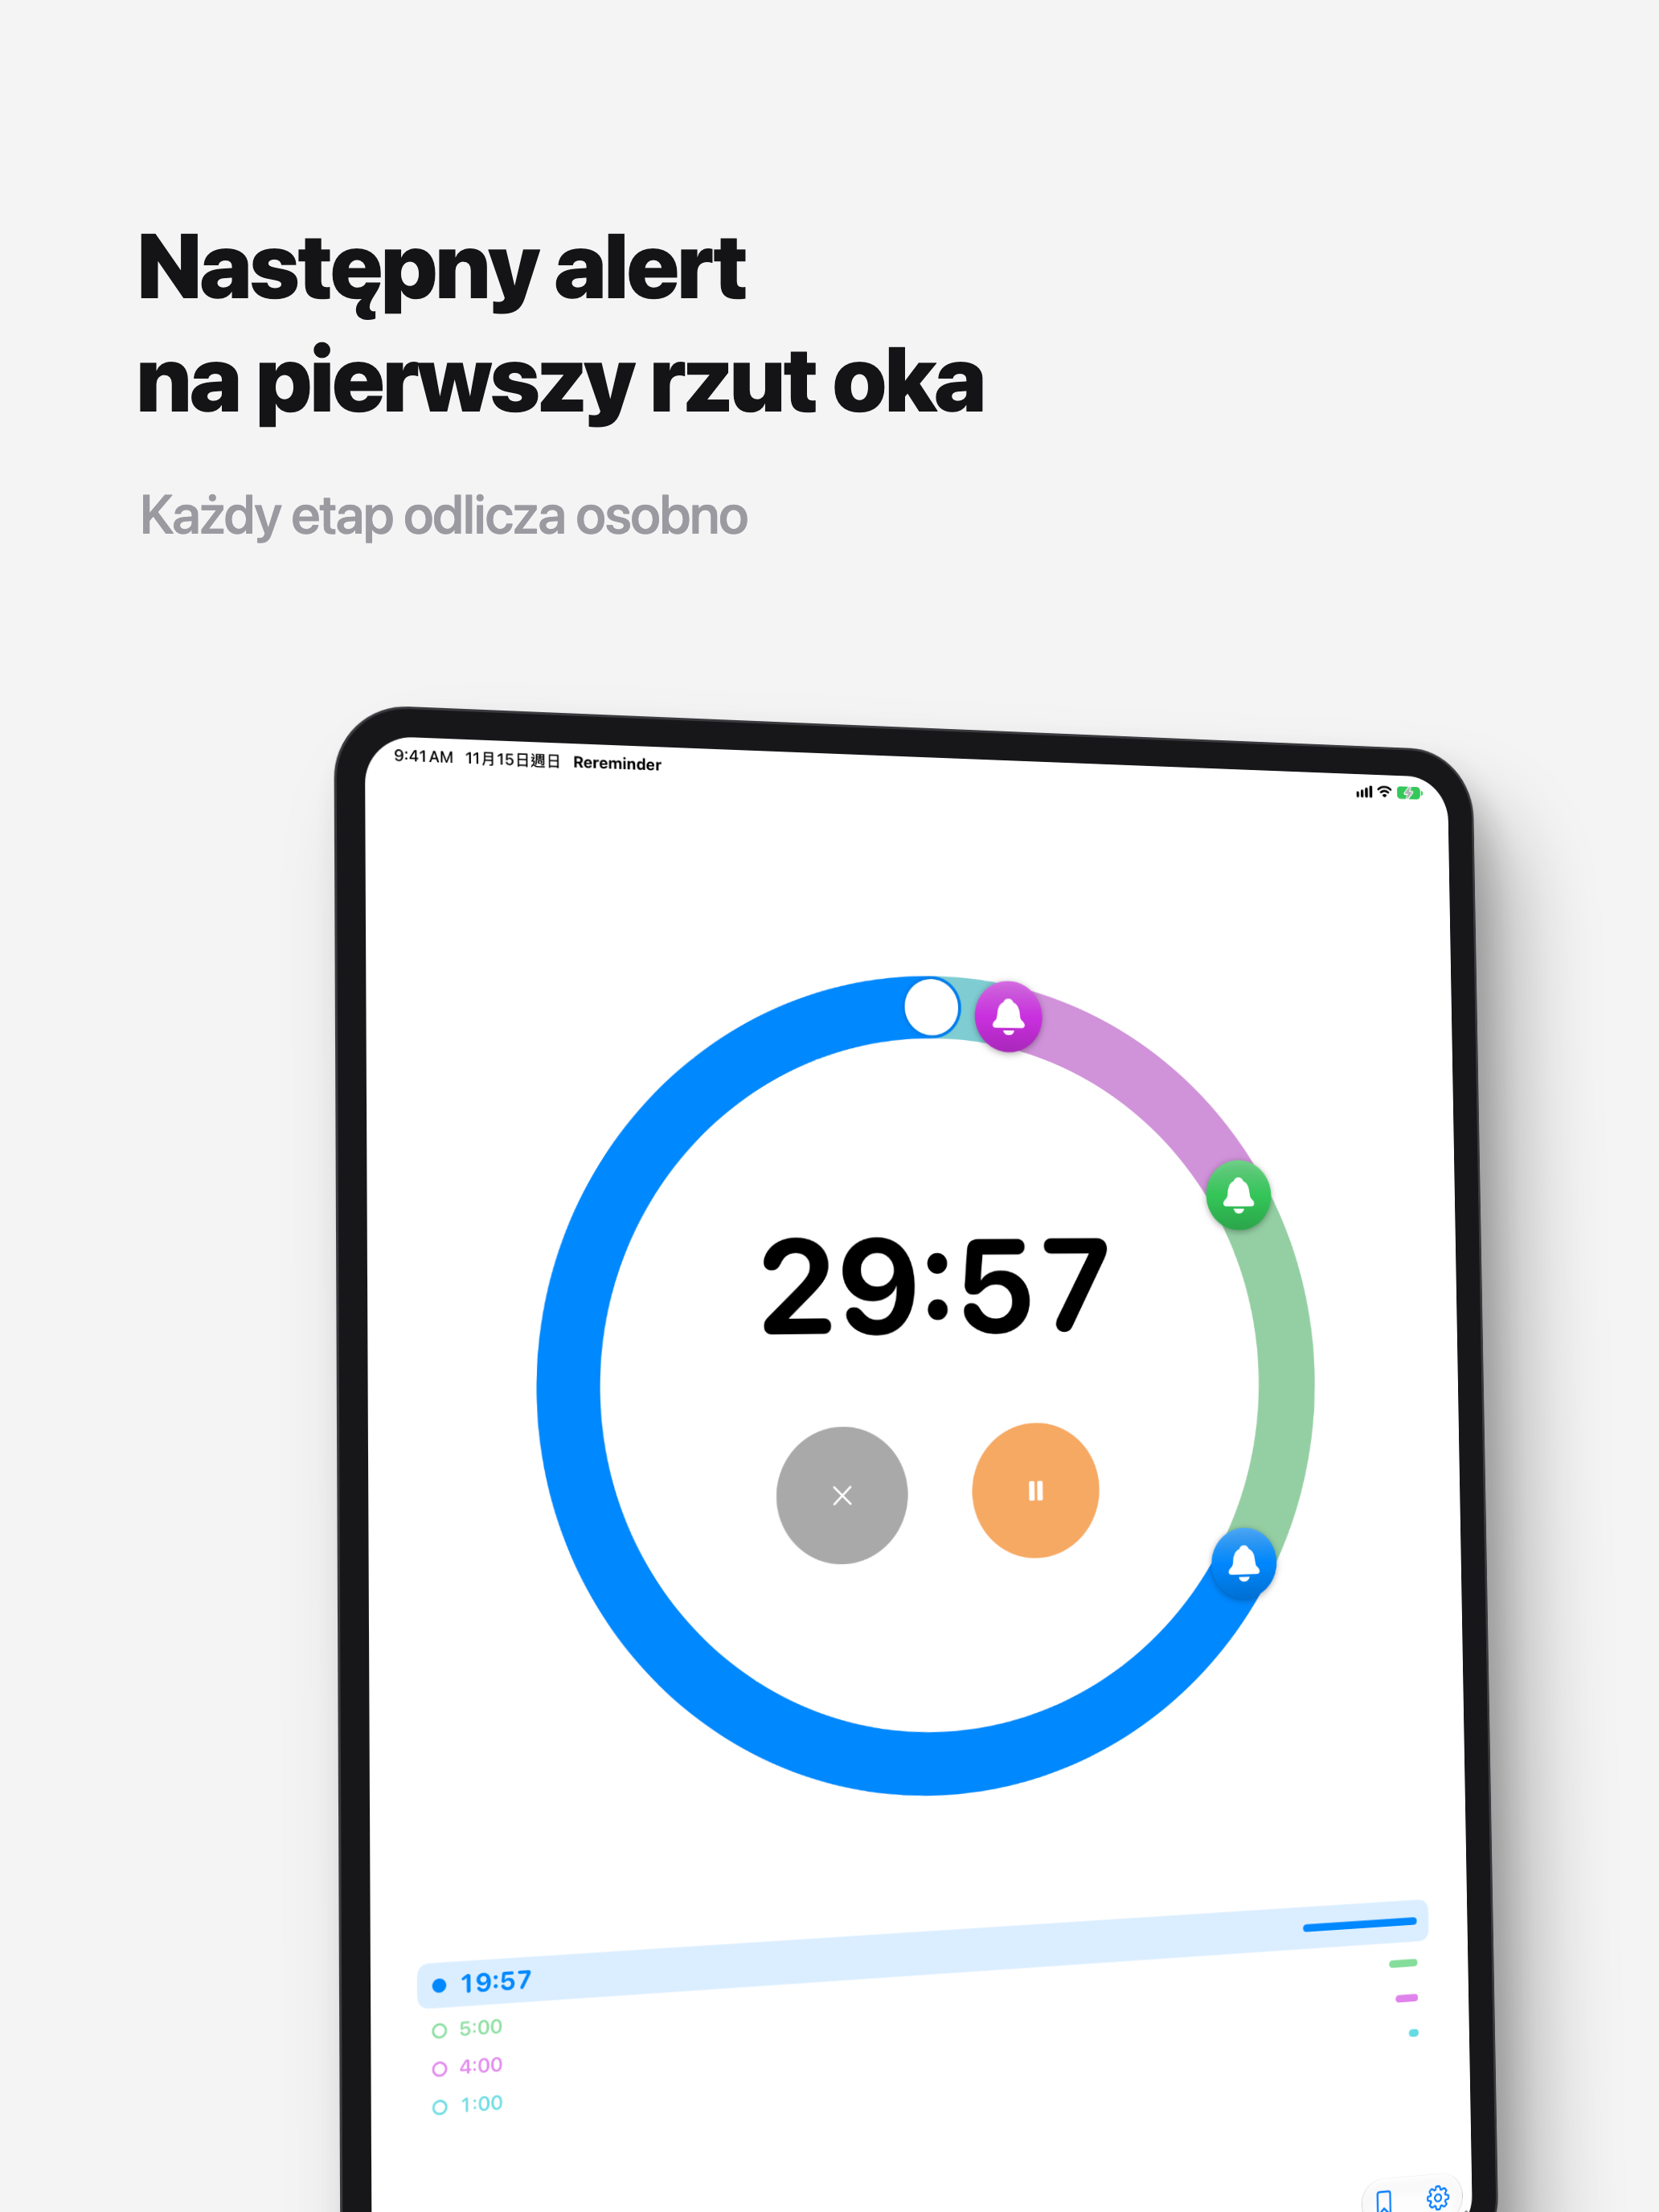 Następny alert
na pierwszy rzut oka
Każdy etap odlicza osobno
9:41 AM 11月15日週日 Rereminder
29:57
19:57
5:00
4:00
1:00